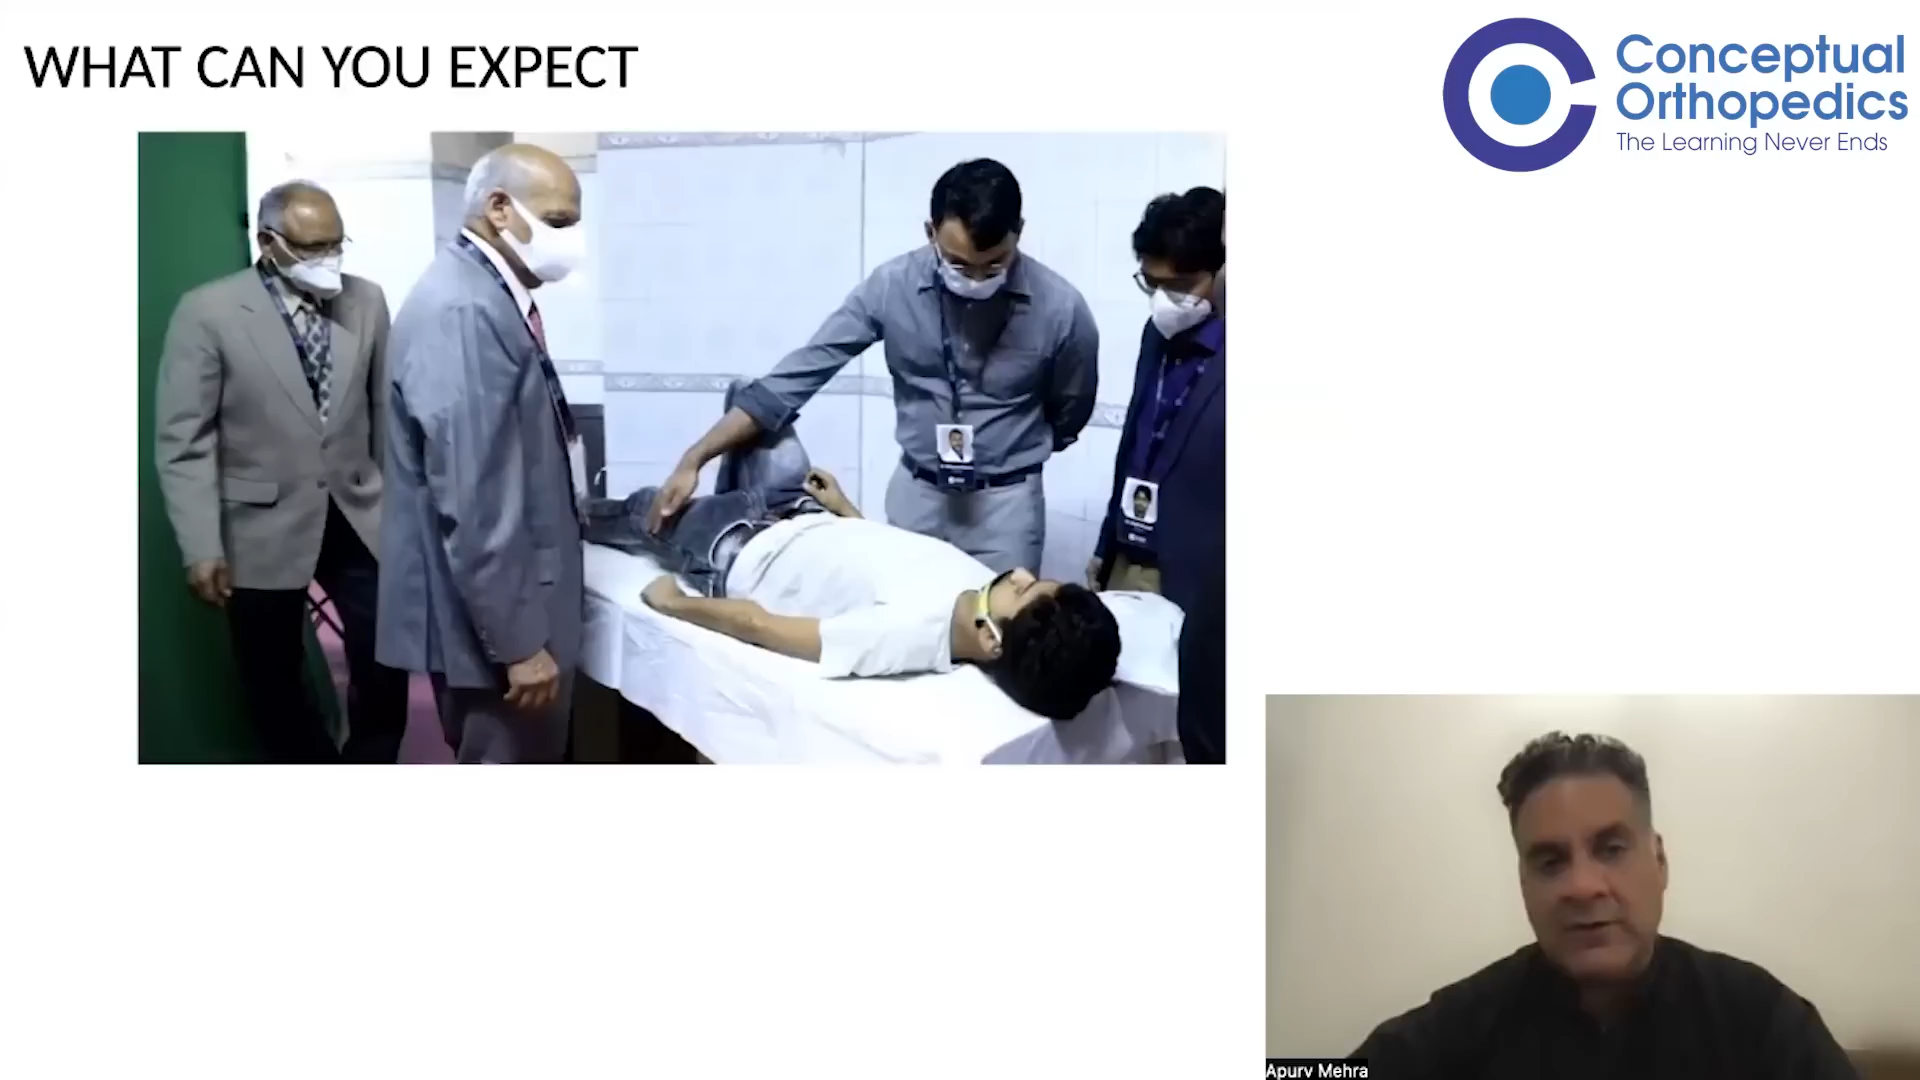 WHAT CAN YOU EXPECT
Conceptual
Orthopedics
The Learning Never Ends
Apurv Mehra